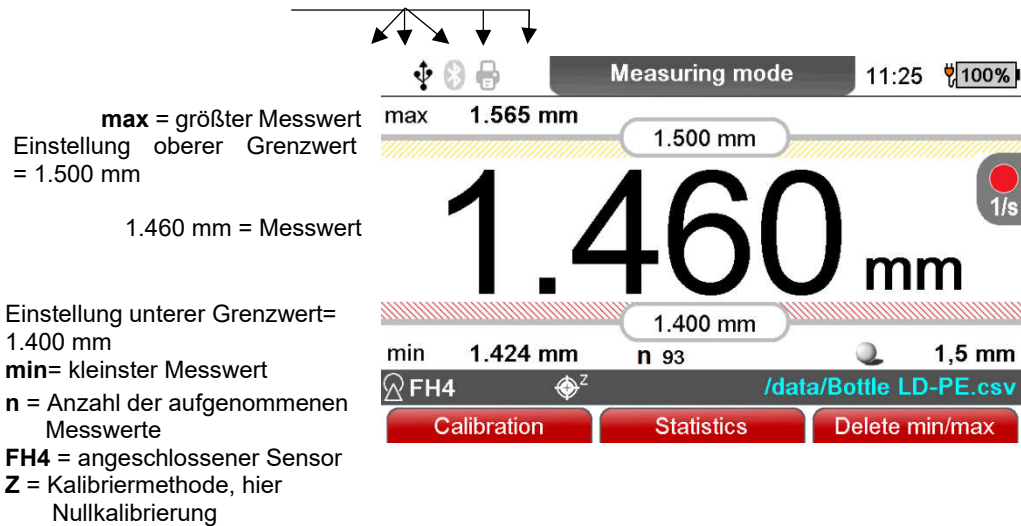 Measuring mode 11:25 100%
max = größter Messwert
Einstellung oberer Grenzwert
= 1.500 mm
1.460 mm = Messwert
Einstellung unterer Grenzwert=
1.400 mm
min= kleinster Messwert
n = Anzahl der aufgenommenen
Messwerte
FH4 = angeschlossener Sensor
Z = Kalibriermethode, hier
Nullkalibrierung
max 1.565 mm
1.500 mm
1.460 mm
1/s
1.400 mm
min 1.424 mm n 93 1,5 mm
FH4 Z /data/Bottle LD-PE.csv
Calibration Statistics Delete min/max